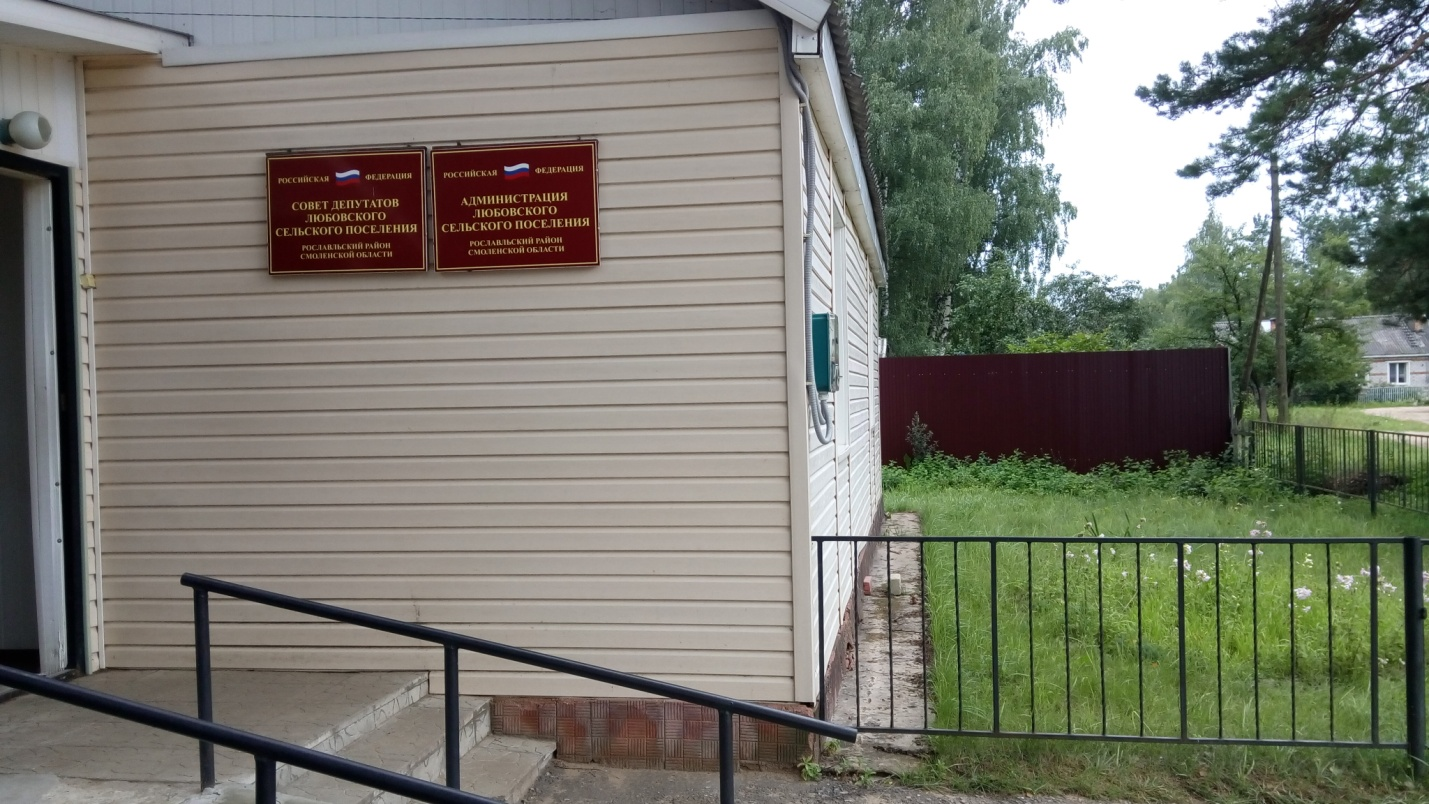 РОССИЙСКАЯ ФЕДЕРАЦИЯ
СОВЕТ ДЕПУТАТОВ
ЛЮБОВСКОГО
СЕЛЬСКОГО ПОСЕЛЕНИЯ
РОСЛАВЛЬСКИЙ РАЙОН
СМОЛЕНСКОЙ ОБЛАСТИ
РОССИЙСКАЯ ФЕДЕРАЦИЯ
АДМИНИСТРАЦИЯ
ЛЮБОВСКОГО
СЕЛЬСКОГО ПОСЕЛЕНИЯ
РОСЛАВЛЬСКИЙ РАЙОН
СМОЛЕНСКОЙ ОБЛАСТИ